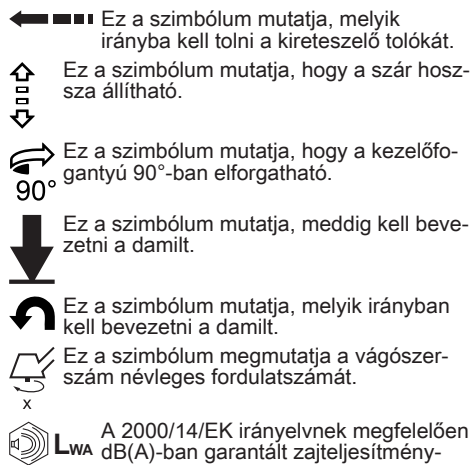 Ez a szimbólum mutatja, melyik
irányba kell tolni a kireteszelő tolókát.
Ez a szimbólum mutatja, hogy a szár hosz-
sza állítható.
Ez a szimbólum mutatja, hogy a kezelőfo-
gantyú 90°-ban elforgatható.
90°
Ez a szimbólum mutatja, meddig kell beve-
zetni a damilt.
Ez a szimbólum mutatja, melyik irányban
kell bevezetni a damilt.
Ez a szimbólum megmutatja a vágószer-
szám névleges fordulatszámát.
x
A 2000/14/EK irányelvnek megfelelően
LWA dB(A)-ban garantált zajteljesítmény-